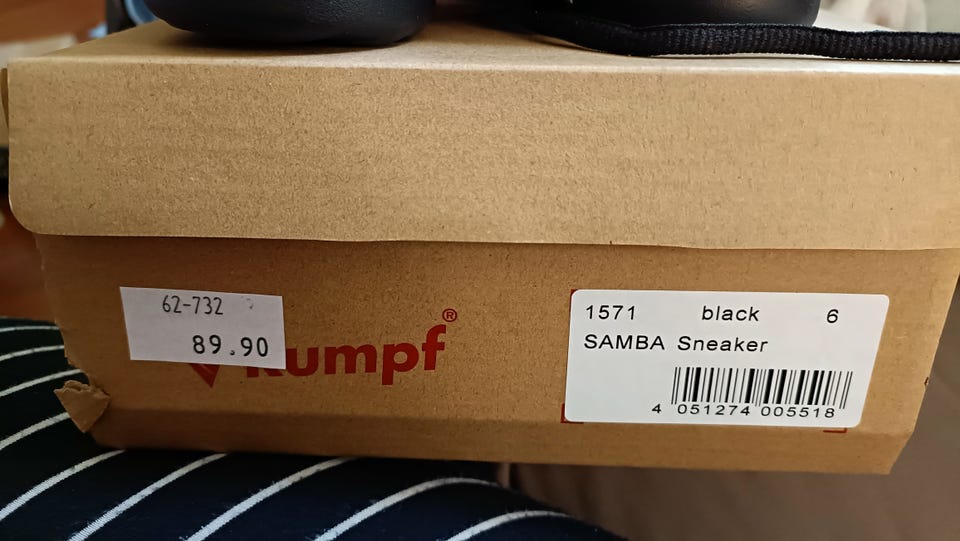 62-732
89.90
Rumpf®
1571 black 6
SAMBA Sneaker
4 051274 005518